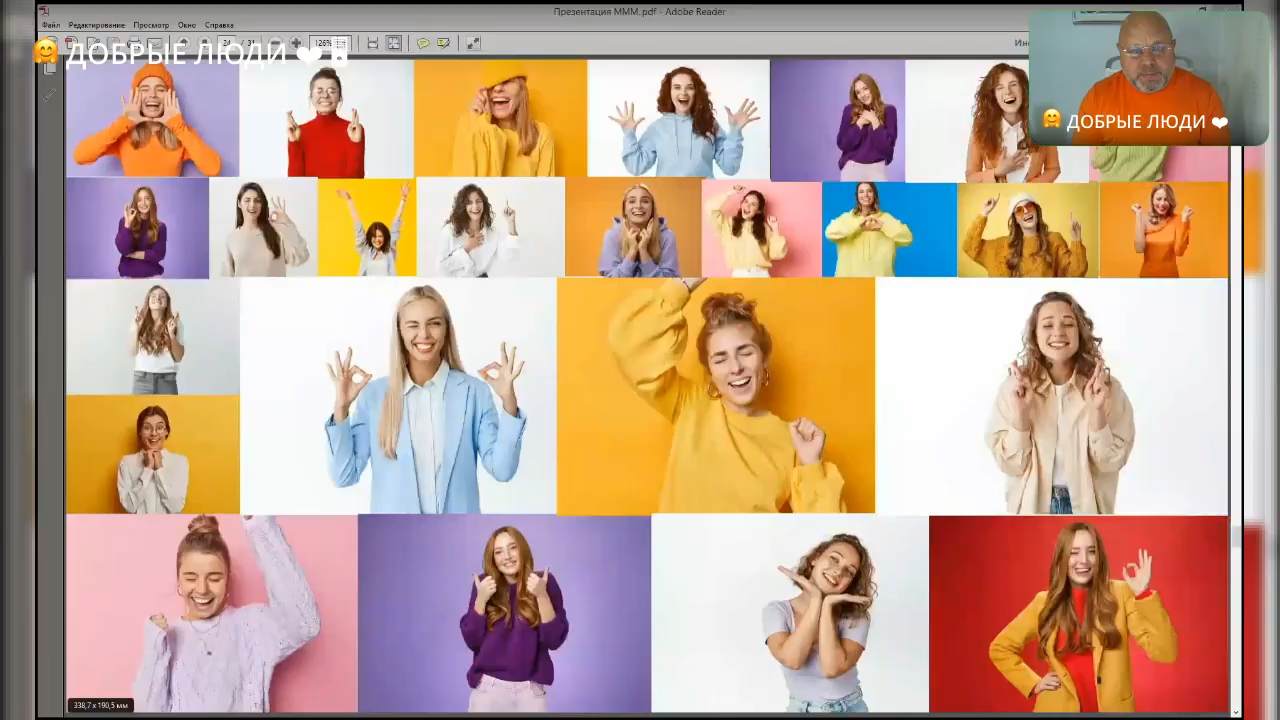 Презентация МММ.pdf - Adobe Reader
Файл Редактирование Просмотр Окно Справка
126%
🤗 ДОБРЫЕ ЛЮДИ ❤
🤗 ДОБРЫЕ ЛЮДИ ❤
338,7 x 190,5 мм